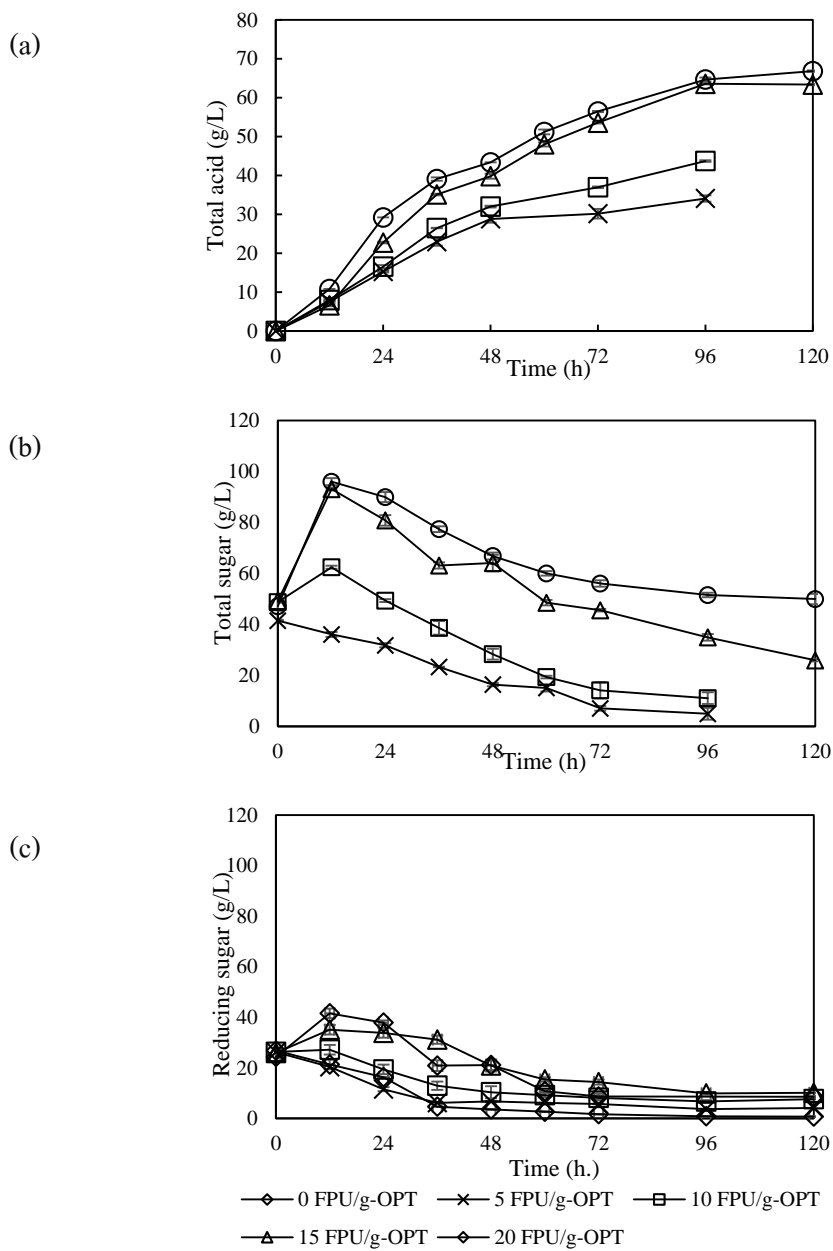 (a)
80
70
60
50
40
30
20
10
0
Total acid (g/L)
0 24 48 72 96 120
Time (h)
(b)
120
100
80
60
40
20
0
Total sugar (g/L)
0 24 48 72 96 120
Time (h)
(c)
120
100
80
60
40
20
0
Reducing sugar (g/L)
0 24 48 72 96 120
Time (h.)
0 FPU/g-OPT 5 FPU/g-OPT 10 FPU/g-OPT
15 FPU/g-OPT 20 FPU/g-OPT